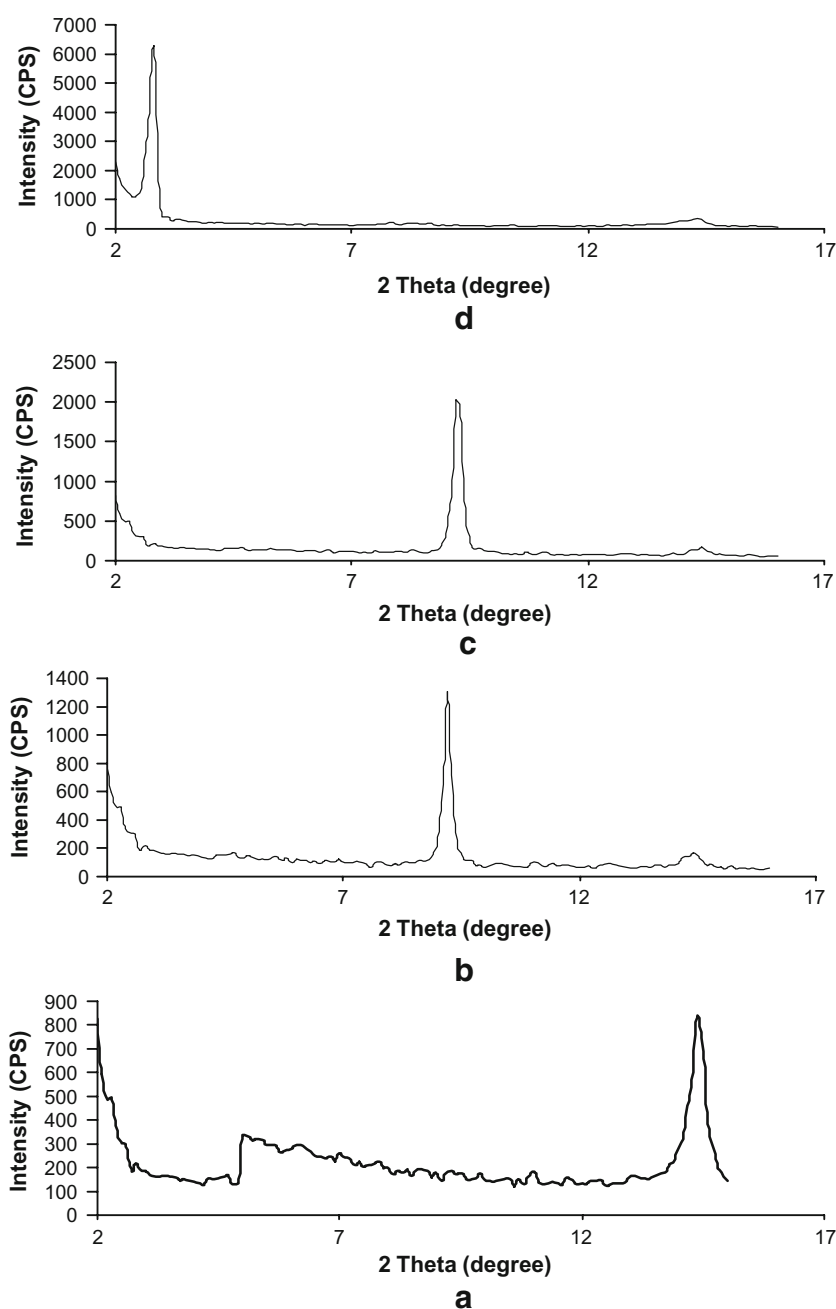 7000
6000
5000
4000
3000
2000
1000
0
Intensity (CPS)
2 7 12 17
2 Theta (degree)
d
2500
2000
1500
1000
500
0
Intensity (CPS)
2 7 12 17
2 Theta (degree)
c
1400
1200
1000
800
600
400
200
0
Intensity (CPS)
2 7 12 17
2 Theta (degree)
b
900
800
700
600
500
400
300
200
100
0
Intensity (CPS)
2 7 12 17
2 Theta (degree)
a